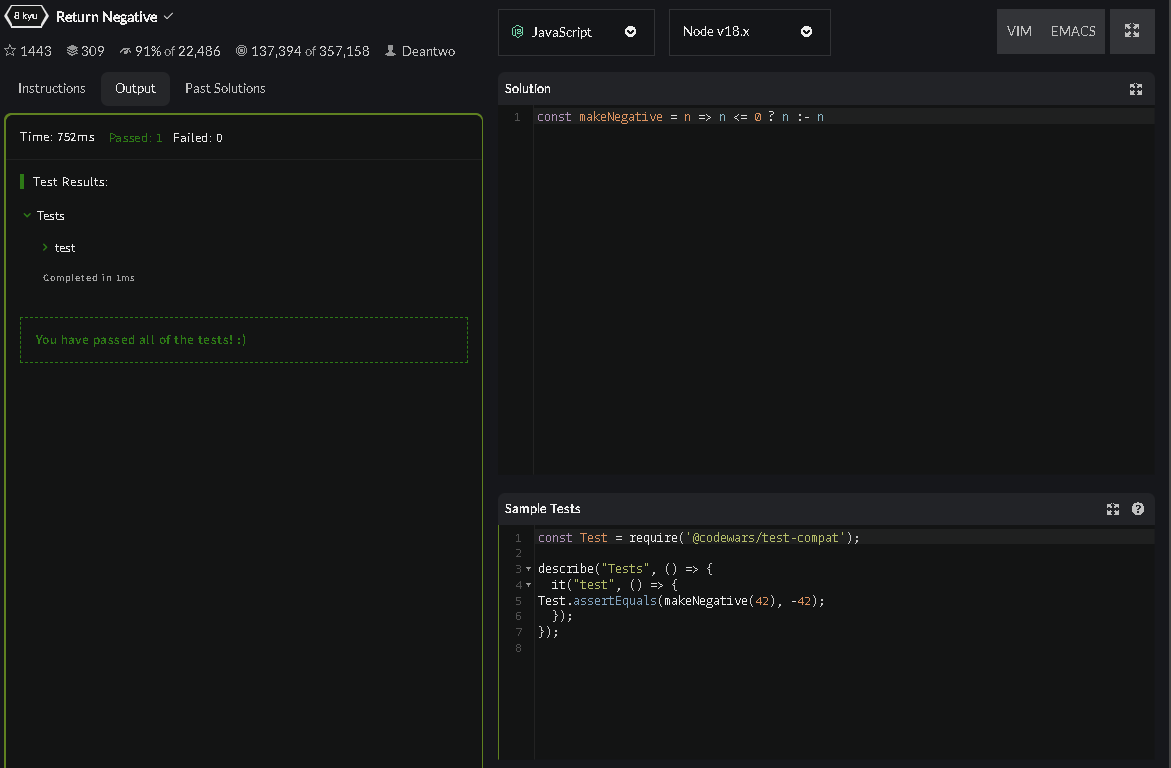 8 kyu Return Negative
1443 309 91% of 22,486 137,394 of 357,158 Deantwo
Instructions Output Past Solutions
Time: 752ms Passed: 1 Failed: 0
Test Results:
Tests
test
Completed in 1ms
You have passed all of the tests! :)
JavaScript Node v18.x VIM EMACS
Solution
1 const makeNegative = n => n <= 0 ? n :- n
Sample Tests
1 const Test = require('@codewars/test-compat');
2
3 describe("Tests", () => {
4 it("test", () => {
5 Test.assertEquals(makeNegative(42), -42);
6 });
7 });
8